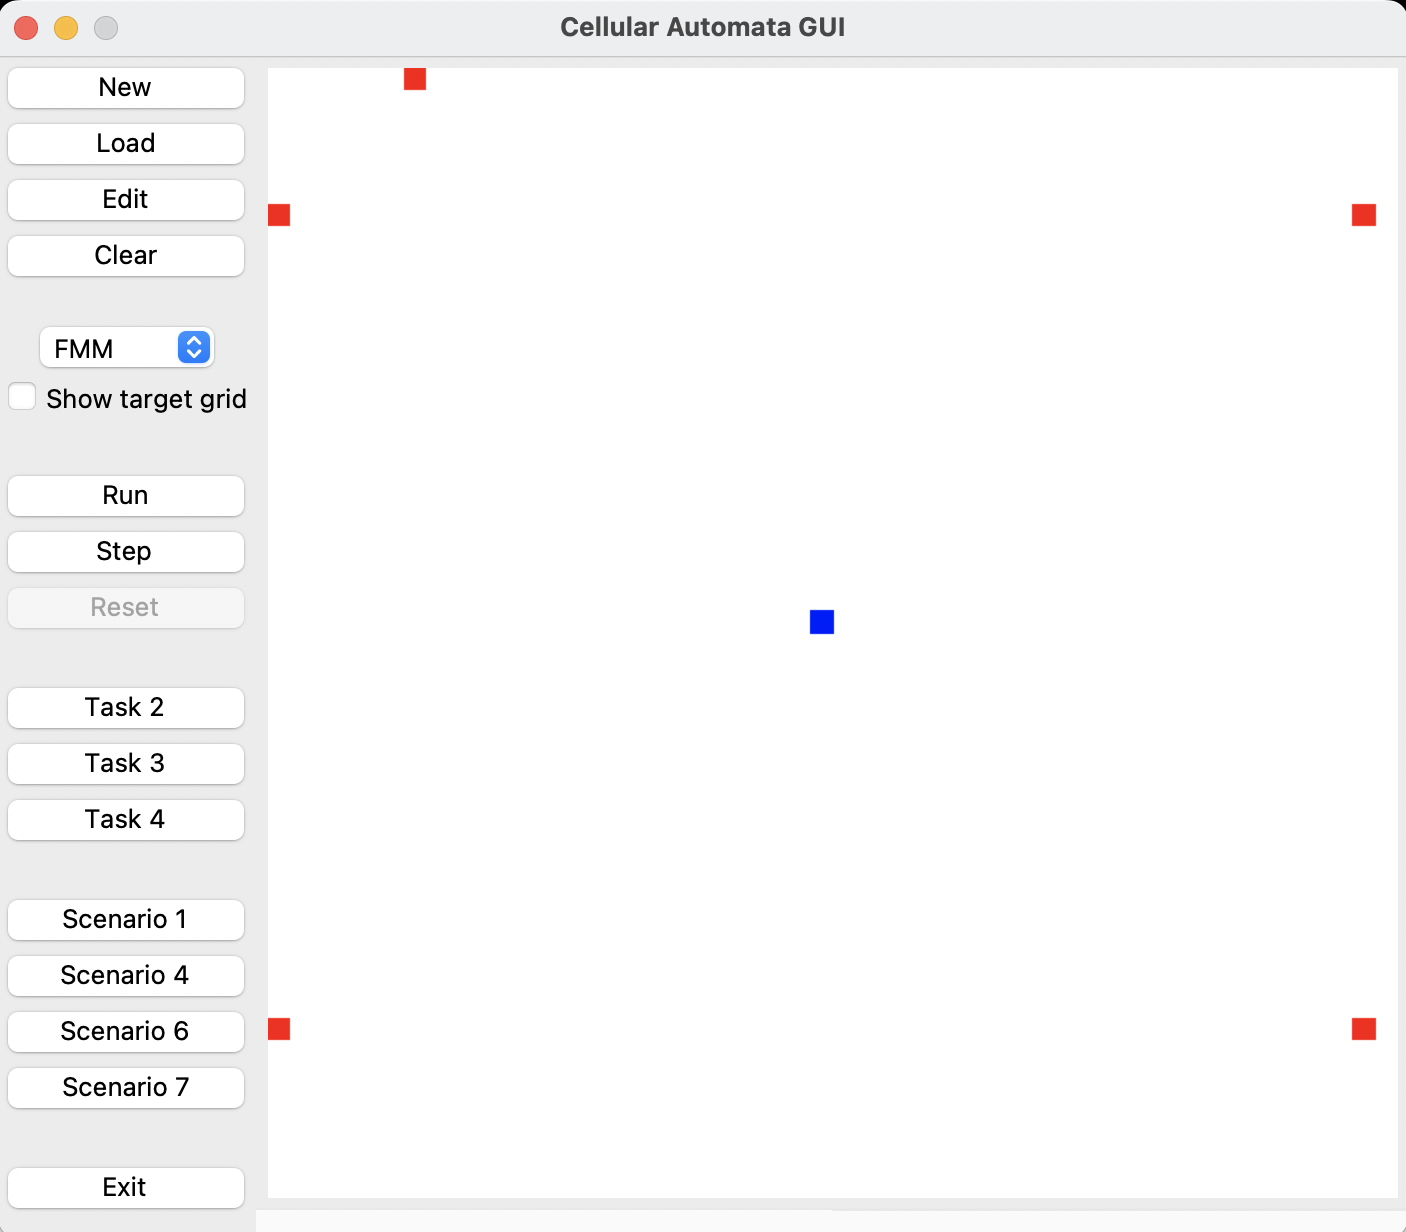 Cellular Automata GUI
New
Load
Edit
Clear
FMM
Show target grid
Run
Step
Reset
Task 2
Task 3
Task 4
Scenario 1
Scenario 4
Scenario 6
Scenario 7
Exit